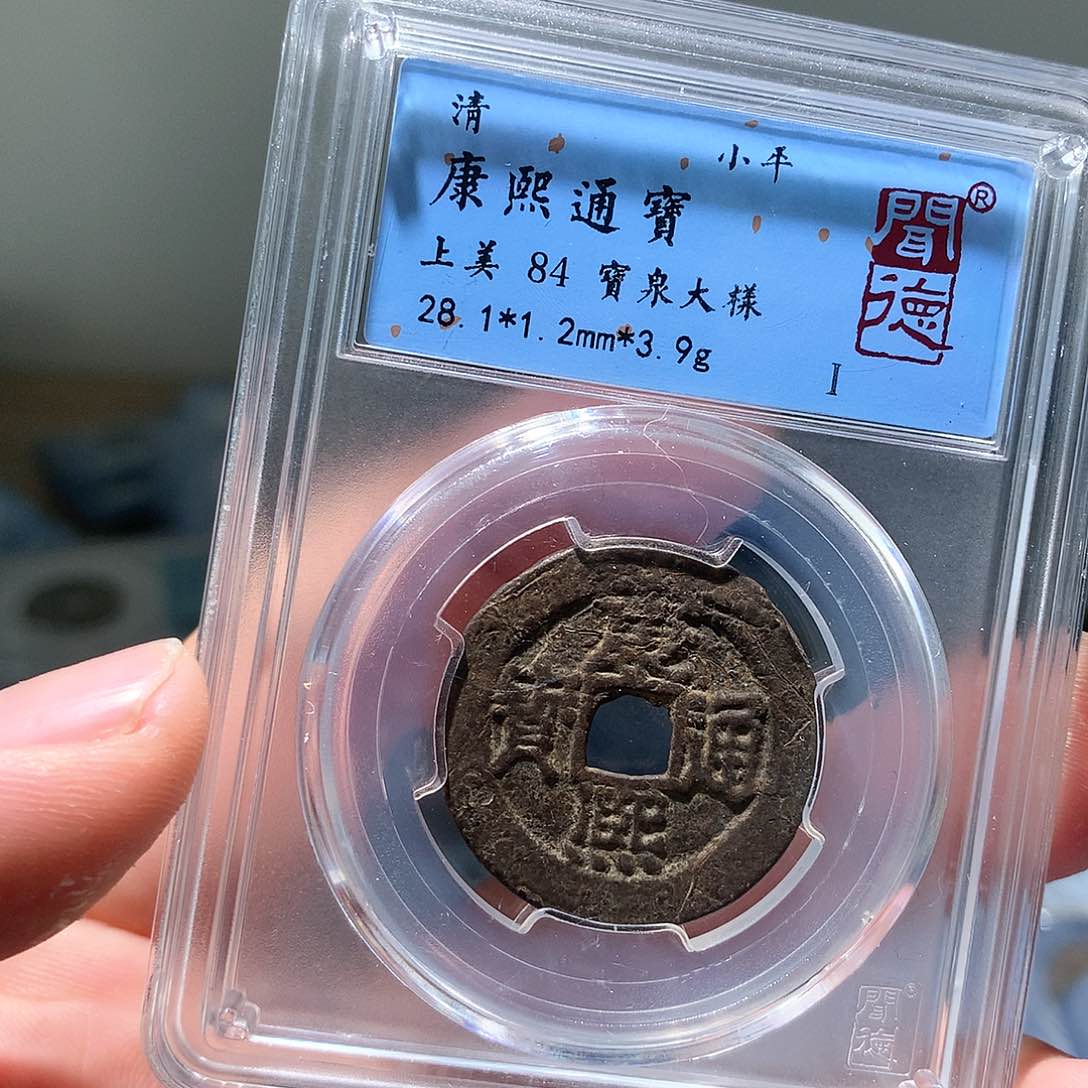 清
小平
康熙通寶
上美 84 寶泉大樣
28.1*1.2mm*3.9g
聞德
®
I
康熙通寶
聞德